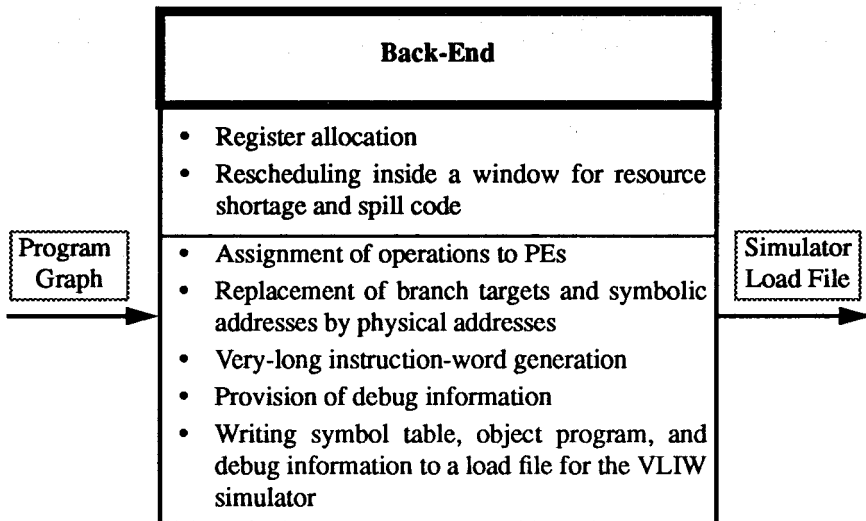 Back-End
• Register allocation
• Rescheduling inside a window for resource
shortage and spill code
Program
Graph
• Assignment of operations to PEs
• Replacement of branch targets and symbolic
addresses by physical addresses
• Very-long instruction-word generation
• Provision of debug information
• Writing symbol table, object program, and
debug information to a load file for the VLIW
simulator
Simulator
Load File